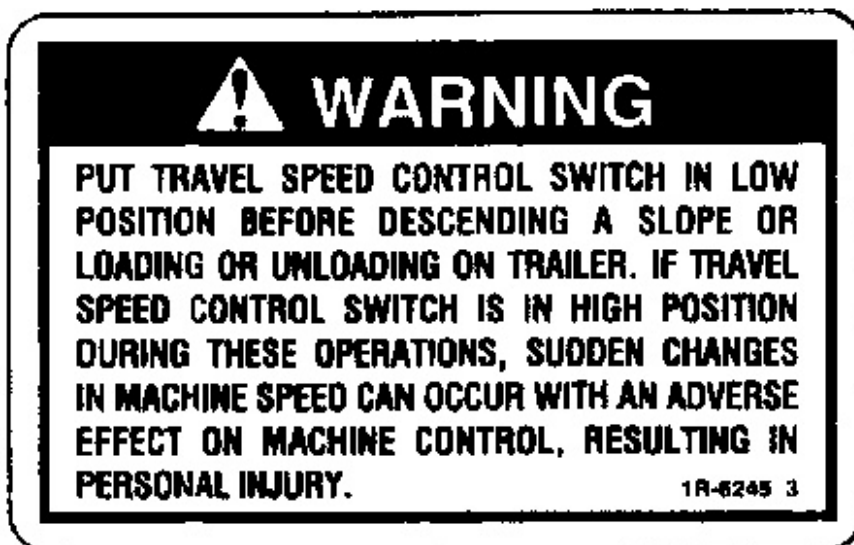 WARNING
PUT TRAVEL SPEED CONTROL SWITCH IN LOW
POSITION BEFORE DESCENDING A SLOPE OR
LOADING OR UNLOADING ON TRAILER. IF TRAVEL
SPEED CONTROL SWITCH IS IN HIGH POSITION
DURING THESE OPERATIONS, SUDDEN CHANGES
IN MACHINE SPEED CAN OCCUR WITH AN ADVERSE
EFFECT ON MACHINE CONTROL, RESULTING IN
PERSONAL INJURY. 1R-6245 3